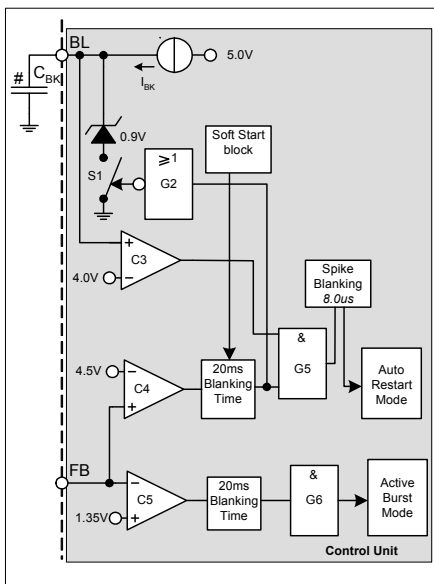 BL
5.0V
#
C_BK
I_BK
0.9V
Soft Start
block
S1
≥1
G2
+
C3
4.0V
−
Spike
Blanking
8.0us
&
G5
4.5V
−
C4
+
20ms
Blanking
Time
Auto
Restart
Mode
FB
−
C5
1.35V
+
20ms
Blanking
Time
&
G6
Active
Burst
Mode
Control Unit